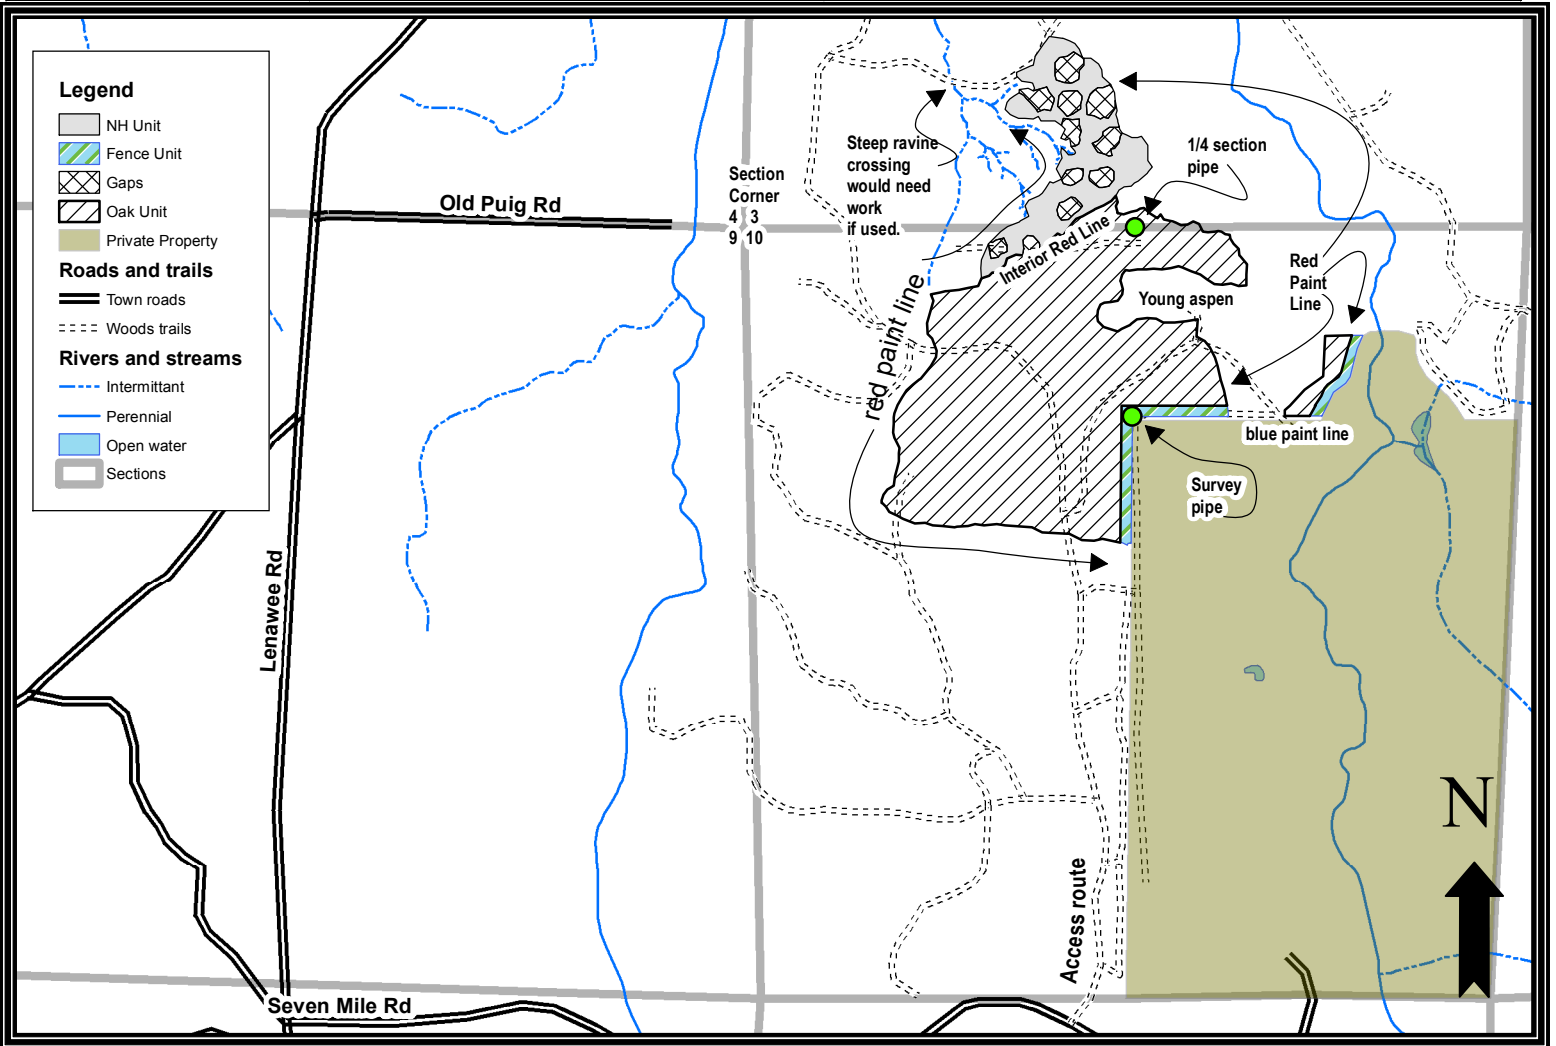 Legend
NH Unit
Fence Unit
Gaps
Oak Unit
Private Property
Roads and trails
Town roads
Woods trails
Rivers and streams
Intermittant
Perennial
Open water
Sections
Old Puig Rd
Section
Corner
4 3
9 10
Steep ravine
crossing
would need
work
if used.
1/4 section
pipe
Interior Red Line
Red
Paint
Line
Young aspen
red paint line
blue paint line
Survey
pipe
Lenawee Rd
Access route
Seven Mile Rd
N